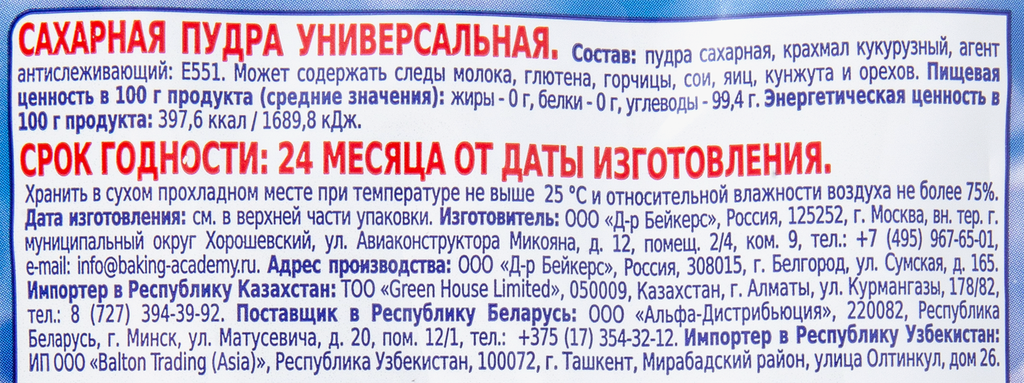 САХАРНАЯ ПУДРА УНИВЕРСАЛЬНАЯ. Состав: пудра сахарная, крахмал кукурузный, агент
антислеживающий: Е551. Может содержать следы молока, глютена, горчицы, сои, яиц, кунжута и орехов. Пищевая
ценность в 100 г продукта (средние значения): жиры - 0 г, белки - 0 г, углеводы - 99,4 г. Энергетическая ценность в
100 г продукта: 397,6 ккал / 1689,8 кДж.
СРОК ГОДНОСТИ: 24 МЕСЯЦА ОТ ДАТЫ ИЗГОТОВЛЕНИЯ.
Хранить в сухом прохладном месте при температуре не выше 25 °С и относительной влажности воздуха не более 75%.
Дата изготовления: см. в верхней части упаковки. Изготовитель: ООО «Д-р Бейкерс», Россия, 125252, г. Москва, вн. тер. г.
муниципальный округ Хорошевский, ул. Авиаконструктора Микояна, д. 12, помещ. 2/4, ком. 9, тел.: +7 (495) 967-65-01,
e-mail: info@baking-academy.ru. Адрес производства: ООО «Д-р Бейкерс», Россия, 308015, г. Белгород, ул. Сумская, д. 165.
Импортер в Республику Казахстан: ТОО «Green House Limited», 050009, Казахстан, г. Алматы, ул. Курмангазы, 178/82,
тел.: 8 (727) 394-39-92. Поставщик в Республику Беларусь: ООО «Альфа-Дистрибьюция», 220082, Республика
Беларусь, г. Минск, ул. Матусевича, д. 20, пом. 12/1, тел.: +375 (17) 354-32-12. Импортер в Республику Узбекистан:
ИП ООО «Balton Trading (Asia)», Республика Узбекистан, 100072, г. Ташкент, Мирабадский район, улица Олтинкул, дом 26.